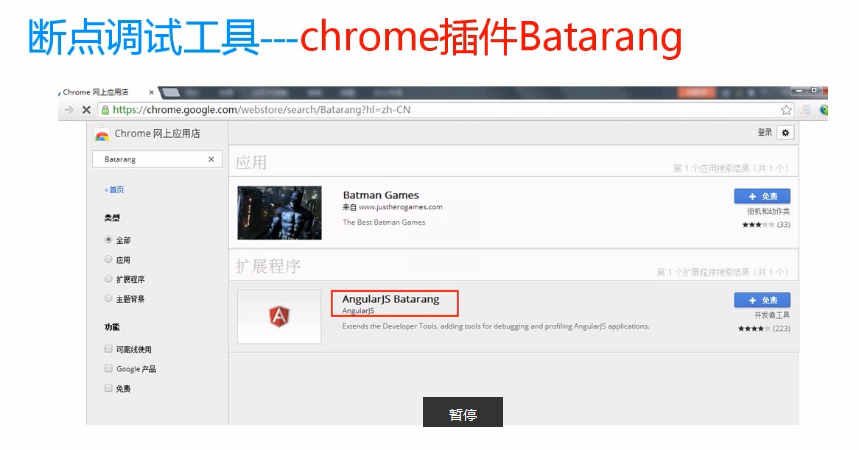 断点调试工具---chrome插件Batarang
Chrome 网上应用店
https://chrome.google.com/webstore/search/Batarang?hl=zh-CN
Chrome 网上应用店
登录
Batarang
应用
第 1 个应用搜索结果（共 1 个）
«首页
Batman Games
来自 www.justherogames.com
The Best Batman Games
免费
街机和动作类
(33)
类型
全部
应用
扩展程序
主题背景
扩展程序
第 1 个扩展程序搜索结果（共 1 个）
AngularJS Batarang
AngularJS
Extends the Developer Tools, adding tools for debugging and profiling AngularJS applications.
免费
开发者工具
(223)
功能
可离线使用
Google 产品
免费
暂停